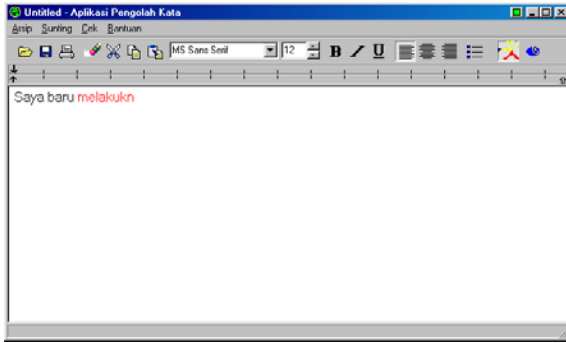 Untitled - Aplikasi Pengolah Kata
Arsip Sunting Cek Bantuan
MS Sans Serif 12 B I U
Saya baru melakukn